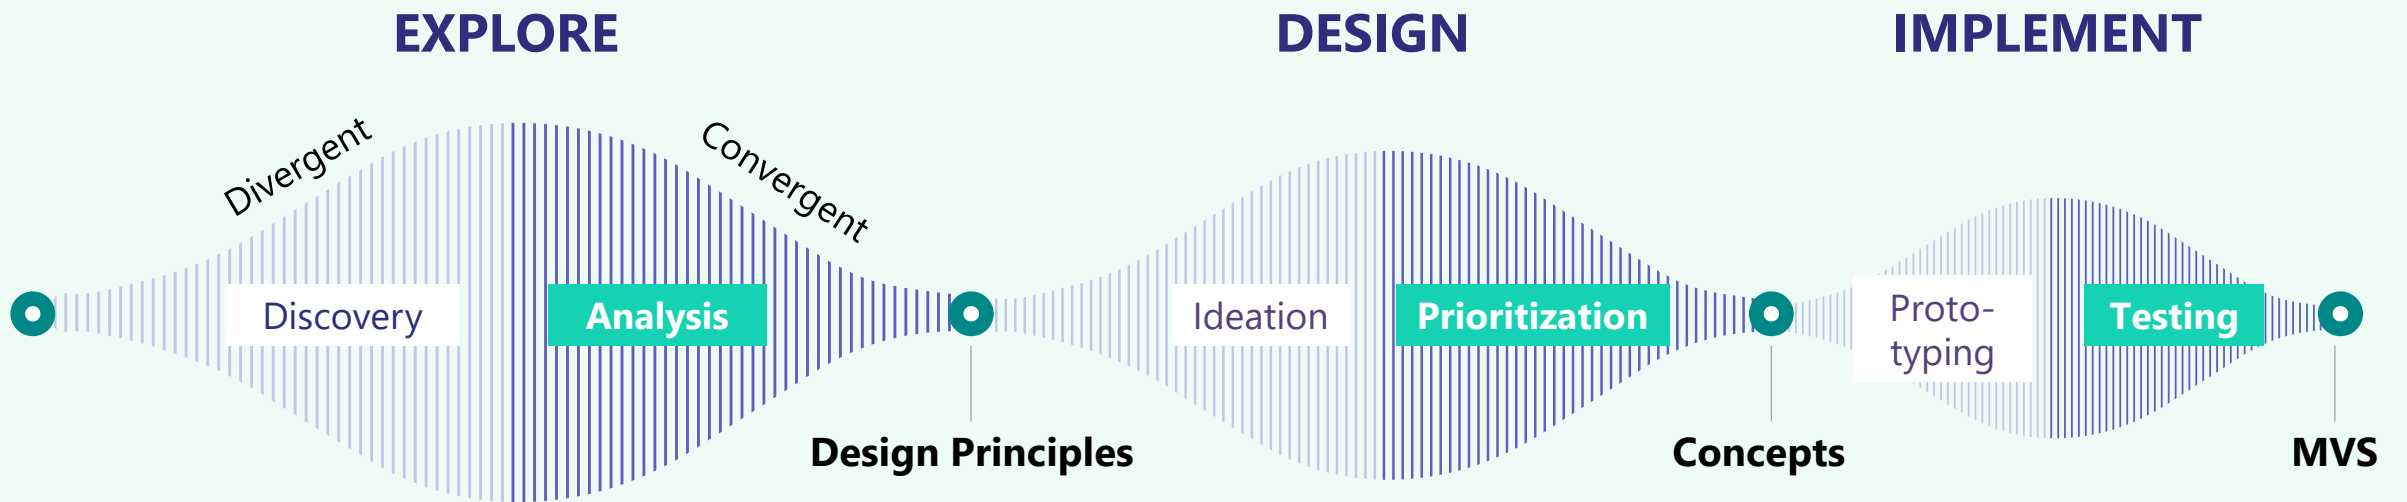 EXPLORE
DESIGN
IMPLEMENT
Divergent
Convergent
Discovery
Analysis
Ideation
Prioritization
Proto-
typing
Testing
Design Principles
Concepts
MVS